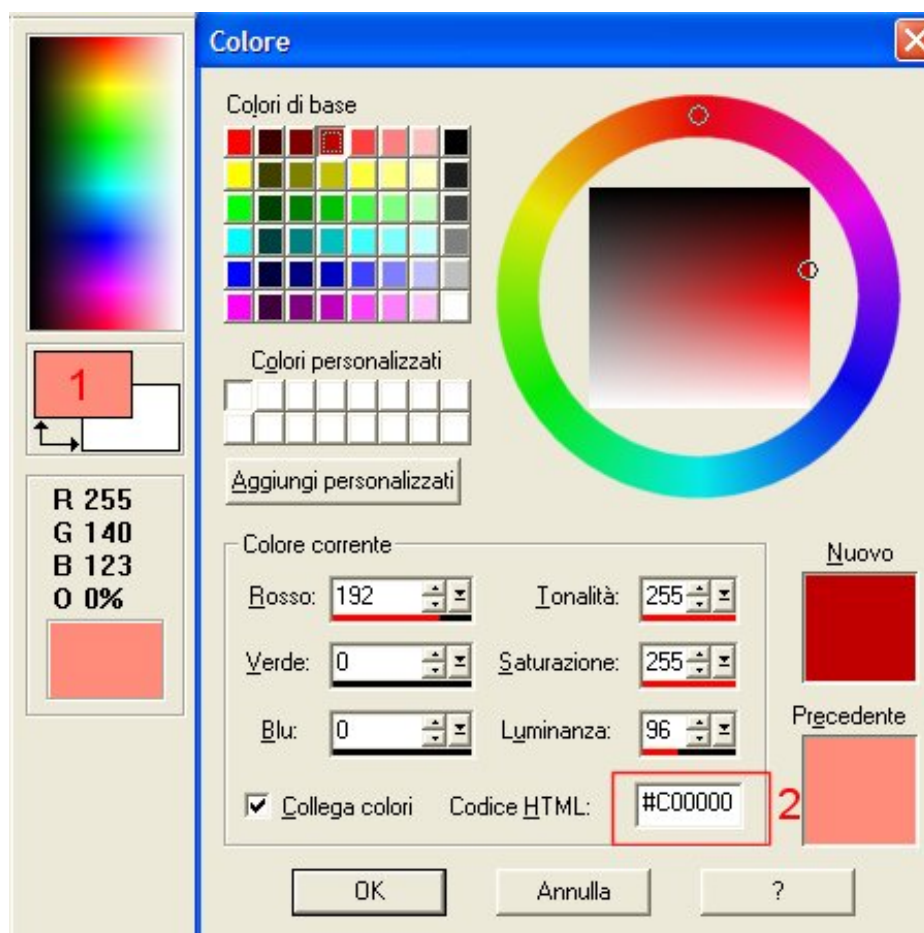 Colore
Colori di base
Colori personalizzati
Aggiungi personalizzati
1
R 255
G 140
B 123
O 0%
Colore corrente
Rosso: 192
Tonalità: 255
Verde: 0
Saturazione: 255
Blu: 0
Luminanza: 96
Collega colori
Codice HTML: #C00000
2
Nuovo
Precedente
OK
Annulla
?